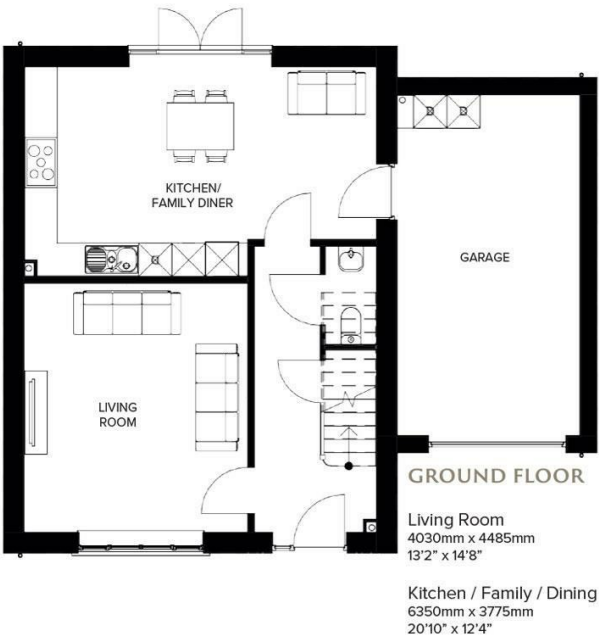 KITCHEN/
FAMILY DINER
GARAGE
LIVING
ROOM
GROUND FLOOR
Living Room
4030mm x 4485mm
13’2” x 14’8”
Kitchen / Family / Dining
6350mm x 3775mm
20’10” x 12’4”